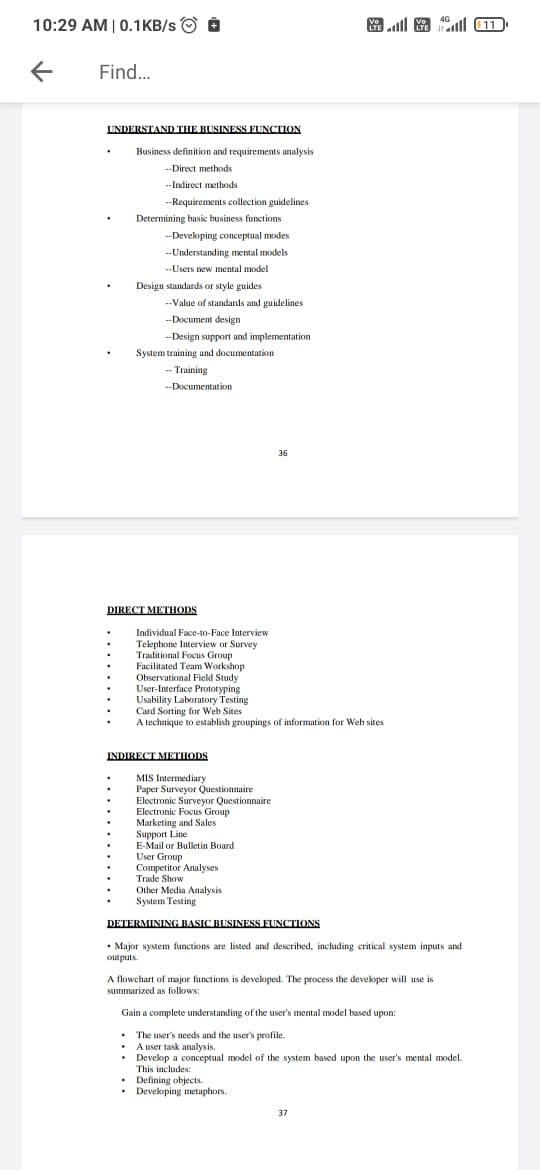 10:29 AM | 0.1KB/s
Vo LTE Vo LTE 4G 11
Find...
UNDERSTAND THE BUSINESS FUNCTION
• Business definition and requirements analysis
--Direct methods
--Indirect methods
--Requirements collection guidelines
• Determining basic business functions
--Developing conceptual modes
--Understanding mental models
--Users new mental model
• Design standards or style guides
--Value of standards and guidelines
--Document design
--Design support and implementation
• System training and documentation
-- Training
--Documentation
36
DIRECT METHODS
• Individual Face-to-Face Interview
• Telephone Interview or Survey
• Traditional Focus Group
• Facilitated Team Workshop
• Observational Field Study
• User-Interface Prototyping
• Usability Laboratory Testing
• Card Sorting for Web Sites
• A technique to establish groupings of information for Web sites
INDIRECT METHODS
• MIS Intermediary
• Paper Surveyor Questionnaire
• Electronic Surveyor Questionnaire
• Electronic Focus Group
• Marketing and Sales
• Support Line
• E-Mail or Bulletin Board
• User Group
• Competitor Analyses
• Trade Show
• Other Media Analysis
• System Testing
DETERMINING BASIC BUSINESS FUNCTIONS
• Major system functions are listed and described, including critical system inputs and
outputs.
A flowchart of major functions is developed. The process the developer will use is
summarized as follows:
Gain a complete understanding of the user's mental model based upon:
• The user's needs and the user's profile.
• A user task analysis.
• Develop a conceptual model of the system based upon the user's mental model.
This includes:
• Defining objects.
• Developing metaphors.
37